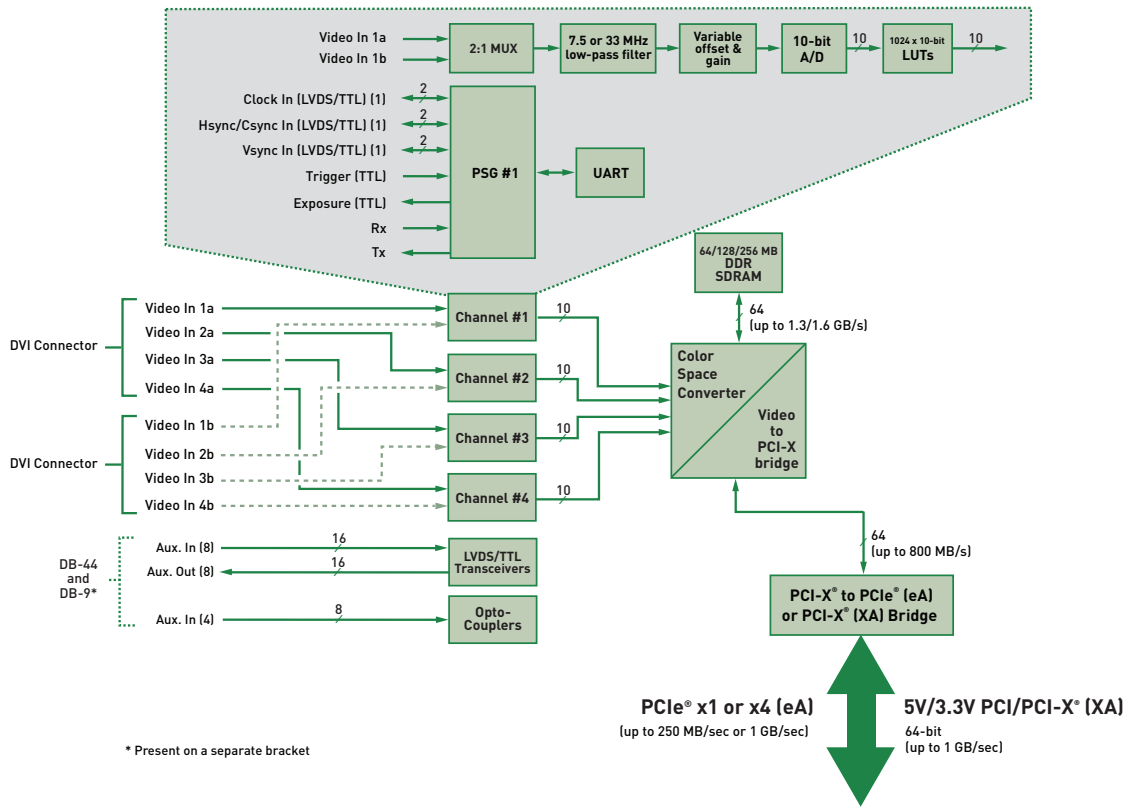 Video In 1a
Video In 1b
2:1 MUX
7.5 or 33 MHz
low-pass filter
Variable
offset &
gain
10-bit
A/D
10
1024 x 10-bit
LUTs
10
Clock In (LVDS/TTL) (1)
2
Hsync/Csync In (LVDS/TTL) (1)
2
Vsync In (LVDS/TTL) (1)
2
Trigger (TTL)
Exposure (TTL)
Rx
Tx
PSG #1
UART
64/128/256 MB
DDR
SDRAM
64
(up to 1.3/1.6 GB/s)
DVI Connector
Video In 1a
Video In 2a
Video In 3a
Video In 4a
DVI Connector
Video In 1b
Video In 2b
Video In 3b
Video In 4b
Channel #1
10
Channel #2
10
Channel #3
10
Channel #4
10
Color
Space
Converter
Video
to
PCI-X
bridge
DB-44
and
DB-9*
Aux. In (8)
16
Aux. Out (8)
16
LVDS/TTL
Transceivers
Aux. In (4)
8
Opto-
Couplers
64
(up to 800 MB/s)
PCI-X® to PCIe® (eA)
or PCI-X® (XA) Bridge
PCIe® x1 or x4 (eA)
(up to 250 MB/sec or 1 GB/sec)
5V/3.3V PCI/PCI-X® (XA)
64-bit
(up to 1 GB/sec)
* Present on a separate bracket